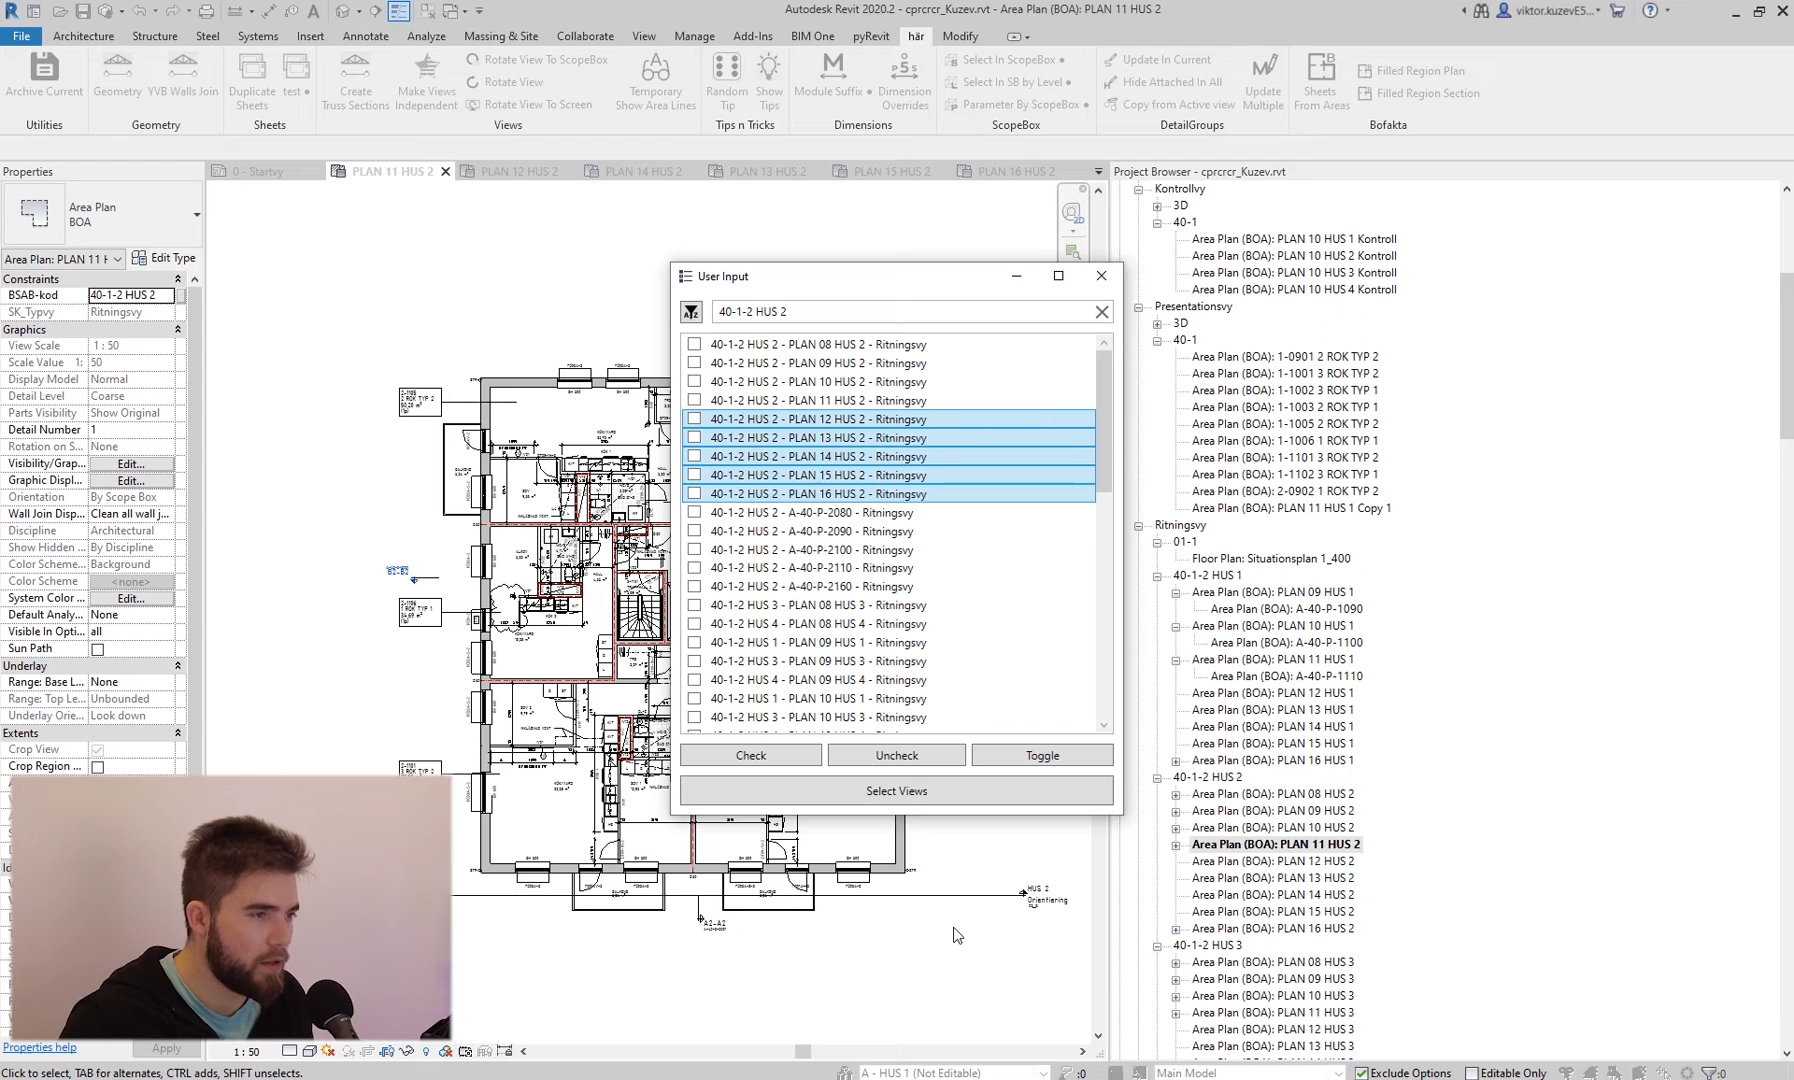 Autodesk Revit 2020.2 - cprcrcr_Kuzev.rvt - Area Plan (BOA): PLAN 11 HUS 2
viktor.kuzevE5...
File Architecture Structure Steel Systems Insert Annotate Analyze Massing & Site Collaborate View Manage Add-Ins BIM One pyRevit här Modify
Archive Current
Utilities
Geometry
YVB Walls Join
Geometry
Duplicate Sheets
test
Sheets
Create Truss Sections
Make Views Independent
Rotate View To ScopeBox
Rotate View
Rotate View To Screen
Temporary Show Area Lines
Views
Random Tip
Show Tips
Tips n Tricks
Module Suffix
Dimension Overrides
Dimensions
Select In ScopeBox
Select In SB by Level
Parameter By ScopeBox
ScopeBox
Update In Current
Hide Attached In All
Copy from Active view
Update Multiple
DetailGroups
Sheets From Areas
Filled Region Plan
Filled Region Section
Bofakta
Properties
Area Plan
BOA
Area Plan: PLAN 11 H
Edit Type
Constraints
BSAB-kod 40-1-2 HUS 2
SK_Typvy Ritningsvy
Graphics
View Scale 1 : 50
Scale Value 1: 50
Display Model Normal
Detail Level Coarse
Parts Visibility Show Original
Detail Number 1
Rotation on S... None
Visibility/Grap... Edit...
Graphic Displ... Edit...
Orientation By Scope Box
Wall Join Disp... Clean all wall j...
Discipline Architectural
Show Hidden ... By Discipline
Color Scheme ... Background
Color Scheme <none>
System Color ... Edit...
Default Analy... None
Visible In Opti... all
Sun Path
Underlay
Range: Base L... None
Range: Top Le... Unbounded
Underlay Orie... Look down
Extents
Crop View
Crop Region ...
Properties help
Apply
0 - Startvy PLAN 11 HUS 2 PLAN 12 HUS 2 PLAN 14 HUS 2 PLAN 13 HUS 2 PLAN 15 HUS 2 PLAN 16 HUS 2
2D
HUS 2
Orientering
A2-A2
User Input
40-1-2 HUS 2
40-1-2 HUS 2 - PLAN 08 HUS 2 - Ritningsvy
40-1-2 HUS 2 - PLAN 09 HUS 2 - Ritningsvy
40-1-2 HUS 2 - PLAN 10 HUS 2 - Ritningsvy
40-1-2 HUS 2 - PLAN 11 HUS 2 - Ritningsvy
40-1-2 HUS 2 - PLAN 12 HUS 2 - Ritningsvy
40-1-2 HUS 2 - PLAN 13 HUS 2 - Ritningsvy
40-1-2 HUS 2 - PLAN 14 HUS 2 - Ritningsvy
40-1-2 HUS 2 - PLAN 15 HUS 2 - Ritningsvy
40-1-2 HUS 2 - PLAN 16 HUS 2 - Ritningsvy
40-1-2 HUS 2 - A-40-P-2080 - Ritningsvy
40-1-2 HUS 2 - A-40-P-2090 - Ritningsvy
40-1-2 HUS 2 - A-40-P-2100 - Ritningsvy
40-1-2 HUS 2 - A-40-P-2110 - Ritningsvy
40-1-2 HUS 2 - A-40-P-2160 - Ritningsvy
40-1-2 HUS 3 - PLAN 08 HUS 3 - Ritningsvy
40-1-2 HUS 4 - PLAN 08 HUS 4 - Ritningsvy
40-1-2 HUS 1 - PLAN 09 HUS 1 - Ritningsvy
40-1-2 HUS 3 - PLAN 09 HUS 3 - Ritningsvy
40-1-2 HUS 4 - PLAN 09 HUS 4 - Ritningsvy
40-1-2 HUS 1 - PLAN 10 HUS 1 - Ritningsvy
40-1-2 HUS 3 - PLAN 10 HUS 3 - Ritningsvy
Check Uncheck Toggle
Select Views
Project Browser - cprcrcr_Kuzev.rvt
Kontrollvy
3D
40-1
Area Plan (BOA): PLAN 10 HUS 1 Kontroll
Area Plan (BOA): PLAN 10 HUS 2 Kontroll
Area Plan (BOA): PLAN 10 HUS 3 Kontroll
Area Plan (BOA): PLAN 10 HUS 4 Kontroll
Presentationsvy
3D
40-1
Area Plan (BOA): 1-0901 2 ROK TYP 2
Area Plan (BOA): 1-1001 3 ROK TYP 2
Area Plan (BOA): 1-1002 3 ROK TYP 1
Area Plan (BOA): 1-1003 2 ROK TYP 2
Area Plan (BOA): 1-1005 2 ROK TYP 2
Area Plan (BOA): 1-1006 1 ROK TYP 2
Area Plan (BOA): 1-1101 3 ROK TYP 2
Area Plan (BOA): 1-1102 3 ROK TYP 1
Area Plan (BOA): 2-0902 1 ROK TYP 2
Area Plan (BOA): PLAN 11 HUS 1 Copy 1
Ritningsvy
01-1
Floor Plan: Situationsplan 1_400
40-1-2 HUS 1
Area Plan (BOA): PLAN 09 HUS 1
Area Plan (BOA): A-40-P-1090
Area Plan (BOA): PLAN 10 HUS 1
Area Plan (BOA): A-40-P-1100
Area Plan (BOA): PLAN 11 HUS 1
Area Plan (BOA): A-40-P-1110
Area Plan (BOA): PLAN 12 HUS 1
Area Plan (BOA): PLAN 13 HUS 1
Area Plan (BOA): PLAN 14 HUS 1
Area Plan (BOA): PLAN 15 HUS 1
Area Plan (BOA): PLAN 16 HUS 1
40-1-2 HUS 2
Area Plan (BOA): PLAN 08 HUS 2
Area Plan (BOA): PLAN 09 HUS 2
Area Plan (BOA): PLAN 10 HUS 2
Area Plan (BOA): PLAN 11 HUS 2
Area Plan (BOA): PLAN 12 HUS 2
Area Plan (BOA): PLAN 13 HUS 2
Area Plan (BOA): PLAN 14 HUS 2
Area Plan (BOA): PLAN 15 HUS 2
Area Plan (BOA): PLAN 16 HUS 2
40-1-2 HUS 3
Area Plan (BOA): PLAN 08 HUS 3
Area Plan (BOA): PLAN 09 HUS 3
Area Plan (BOA): PLAN 10 HUS 3
Area Plan (BOA): PLAN 11 HUS 3
Area Plan (BOA): PLAN 12 HUS 3
Area Plan (BOA): PLAN 13 HUS 3
Area Plan (BOA): PLAN 14 HUS 3
1 : 50
Click to select, TAB for alternates, CTRL adds, SHIFT unselects.
A - HUS 1 (Not Editable)
:0
Main Model
Exclude Options
Editable Only
:0